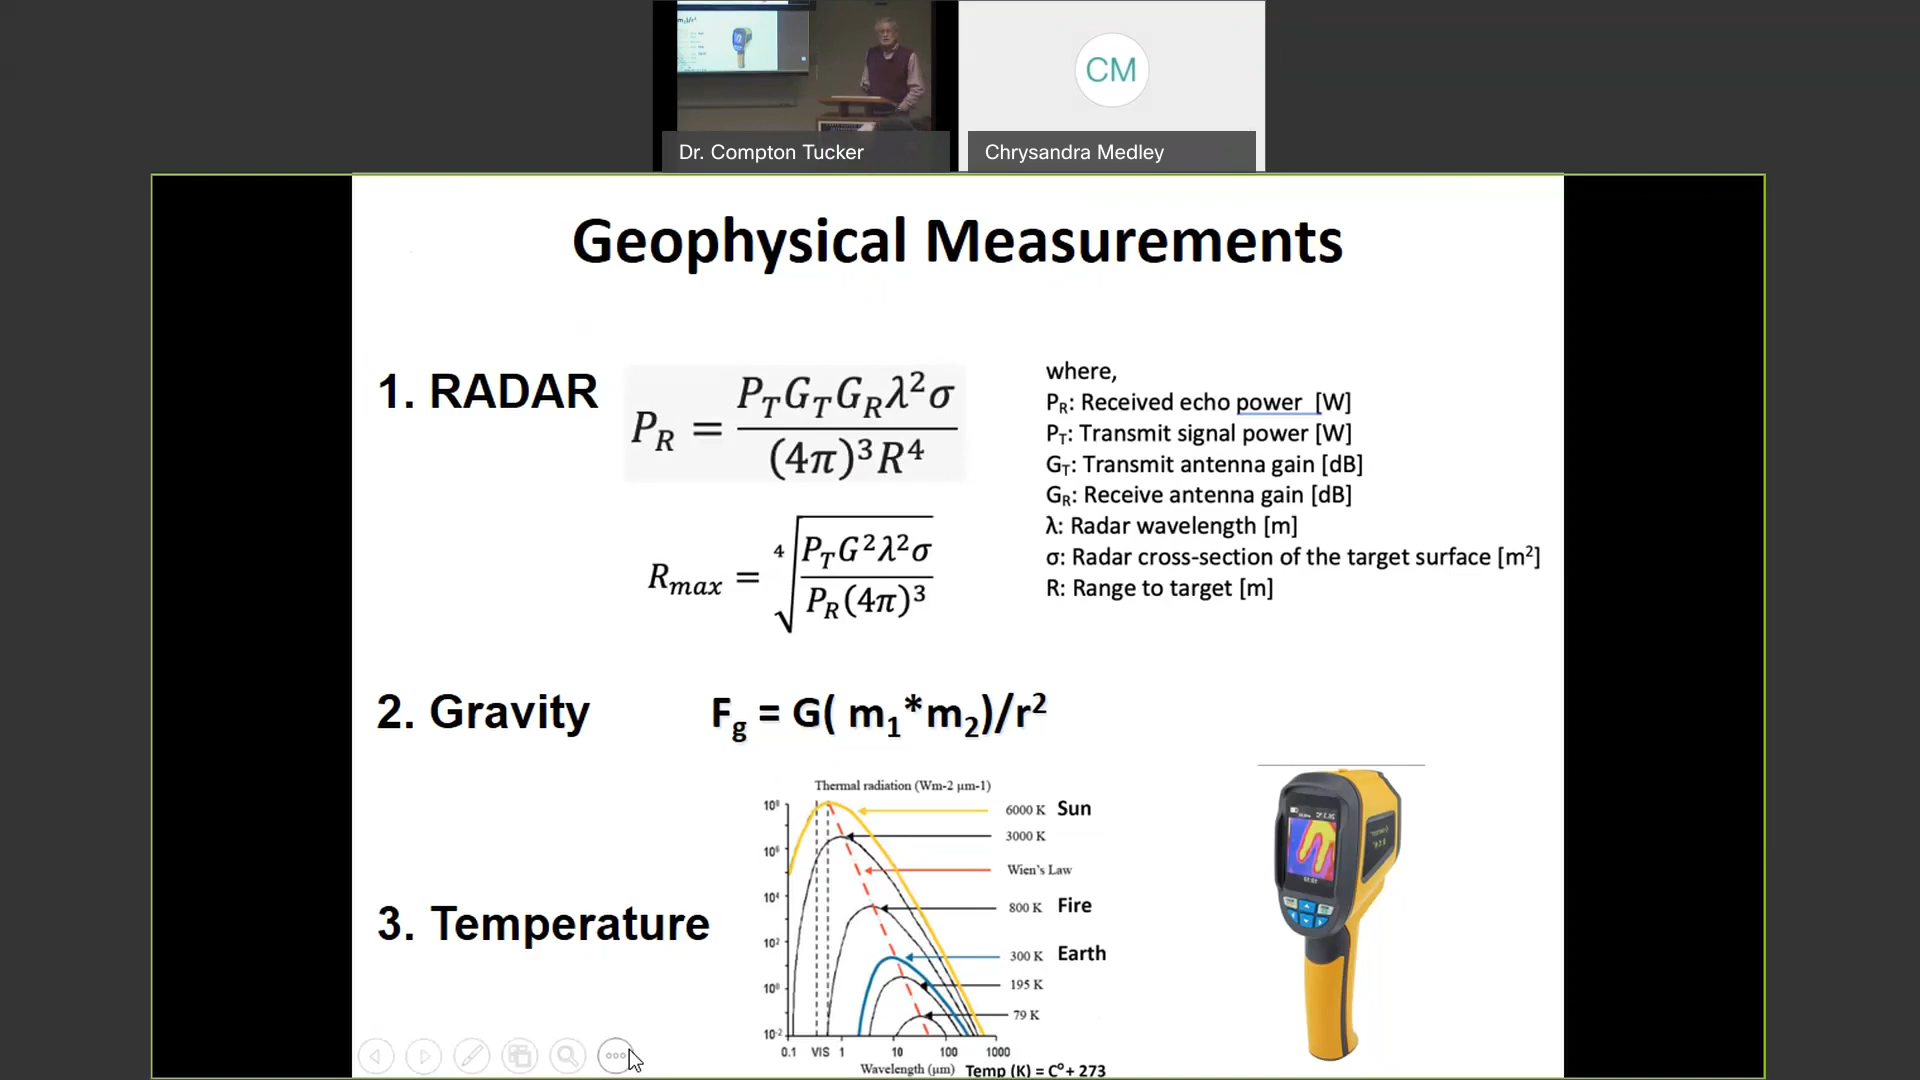 CM
Dr. Compton Tucker
Chrysandra Medley
Geophysical Measurements
1. RADAR
P_R = P_T G_T G_R λ² σ / (4π)³ R⁴
R_max = ⁴√(P_T G² λ² σ / P_R (4π)³)
where,
P_R: Received echo power [W]
P_T: Transmit signal power [W]
G_T: Transmit antenna gain [dB]
G_R: Receive antenna gain [dB]
λ: Radar wavelength [m]
σ: Radar cross-section of the target surface [m²]
R: Range to target [m]
2. Gravity
F_g = G( m₁*m₂)/r²
3. Temperature
Thermal radiation (Wm-2 µm-1)
10⁸
10⁶
10⁴
10²
10⁰
10⁻²
6000 K Sun
3000 K
Wien's Law
800 K Fire
300 K Earth
195 K
79 K
0.1 VIS 1 10 100 1000
Wavelength (µm)
Temp (K) = C°+ 273